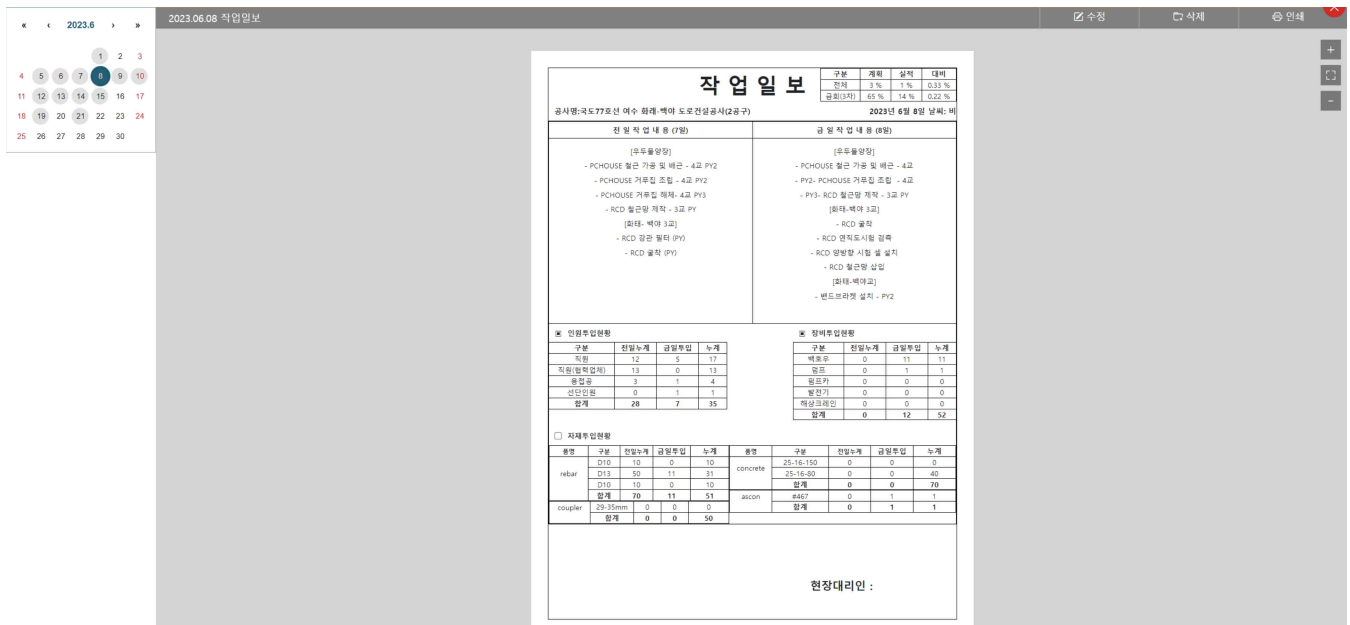 « ‹ 2023.6 › »
1 2 3
4 5 6 7 8 9 10
11 12 13 14 15 16 17
18 19 20 21 22 23 24
25 26 27 28 29 30
2023.06.08 작업일보
수정 삭제 인쇄
작 업 일 보
구분 계획 실적 대비
전체 3 % 1 % 0.33 %
금회(3차) 65 % 14 % 0.22 %
공사명:국도77호선 여수 화래-백야 도로건설공사(2공구) 2023년 6월 8일 날씨: 비
전 일 작 업 내 용 (7일)
[우두물양장]
- PCHOUSE 철근 가공 및 배근 - 4교 PY2
- PCHOUSE 거푸집 조립 - 4교 PY2
- PCHOUSE 거푸집 해제- 4교 PY3
- RCD 철근망 제작 - 3교 PY
[화태- 백야 3교]
- RCD 강관 필터 (PY)
- RCD 굴착 (PY)
금 일 작 업 내 용 (8일)
[우두물양장]
- PCHOUSE 철근 가공 및 배근 - 4교
- PY2- PCHOUSE 거푸집 조립 - 4교
- PY3- RCD 철근망 제작 - 3교 PY
[화태-백야 3교]
- RCD 굴착
- RCD 연직도시험 검측
- RCD 양방향 시험 셀 설치
- RCD 철근망 삽입
[화태-백야교]
- 밴드브라켓 설치 - PY2
▣ 인원투입현황
구분 전일누계 금일투입 누계
직원 12 5 17
직원(협력업체) 13 0 13
용접공 3 1 4
선단인원 0 1 1
합계 28 7 35
▣ 장비투입현황
구분 전일누계 금일투입 누계
백호우 0 11 11
펌프 0 1 1
펌프카 0 0 0
발전기 0 0 0
해상크레인 0 0 0
합계 0 12 52
자재투입현황
품명 구분 전일누계 금일투입 누계 품명 구분 전일누계 금일투입 누계
rebar D10 10 0 10
D13 50 11 31
D10 10 0 10
합계 70 11 51
coupler 29-35mm 0 0 0
합계 0 0 50
concrete 25-16-150 0 0 0
25-16-80 0 0 40
합계 0 0 70
ascon #467 0 1 1
합계 0 1 1
현장대리인 :